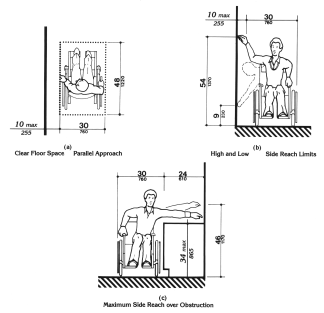 10 max
255
30
760
48
1220
(a)
Clear Floor Space Parallel Approach
10 max
255
30
760
54
1370
9
230
(b)
High and Low Side Reach Limits
30
760
24
610
34 max
865
46
1170
(c)
Maximum Side Reach over Obstruction